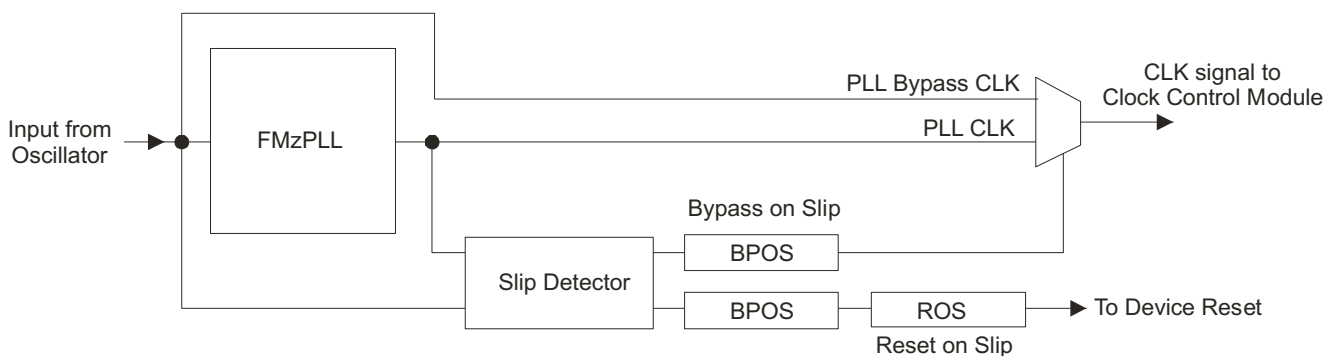 Input from
Oscillator
FMzPLL
PLL Bypass CLK
PLL CLK
CLK signal to
Clock Control Module
Bypass on Slip
BPOS
Slip Detector
BPOS
ROS
To Device Reset
Reset on Slip